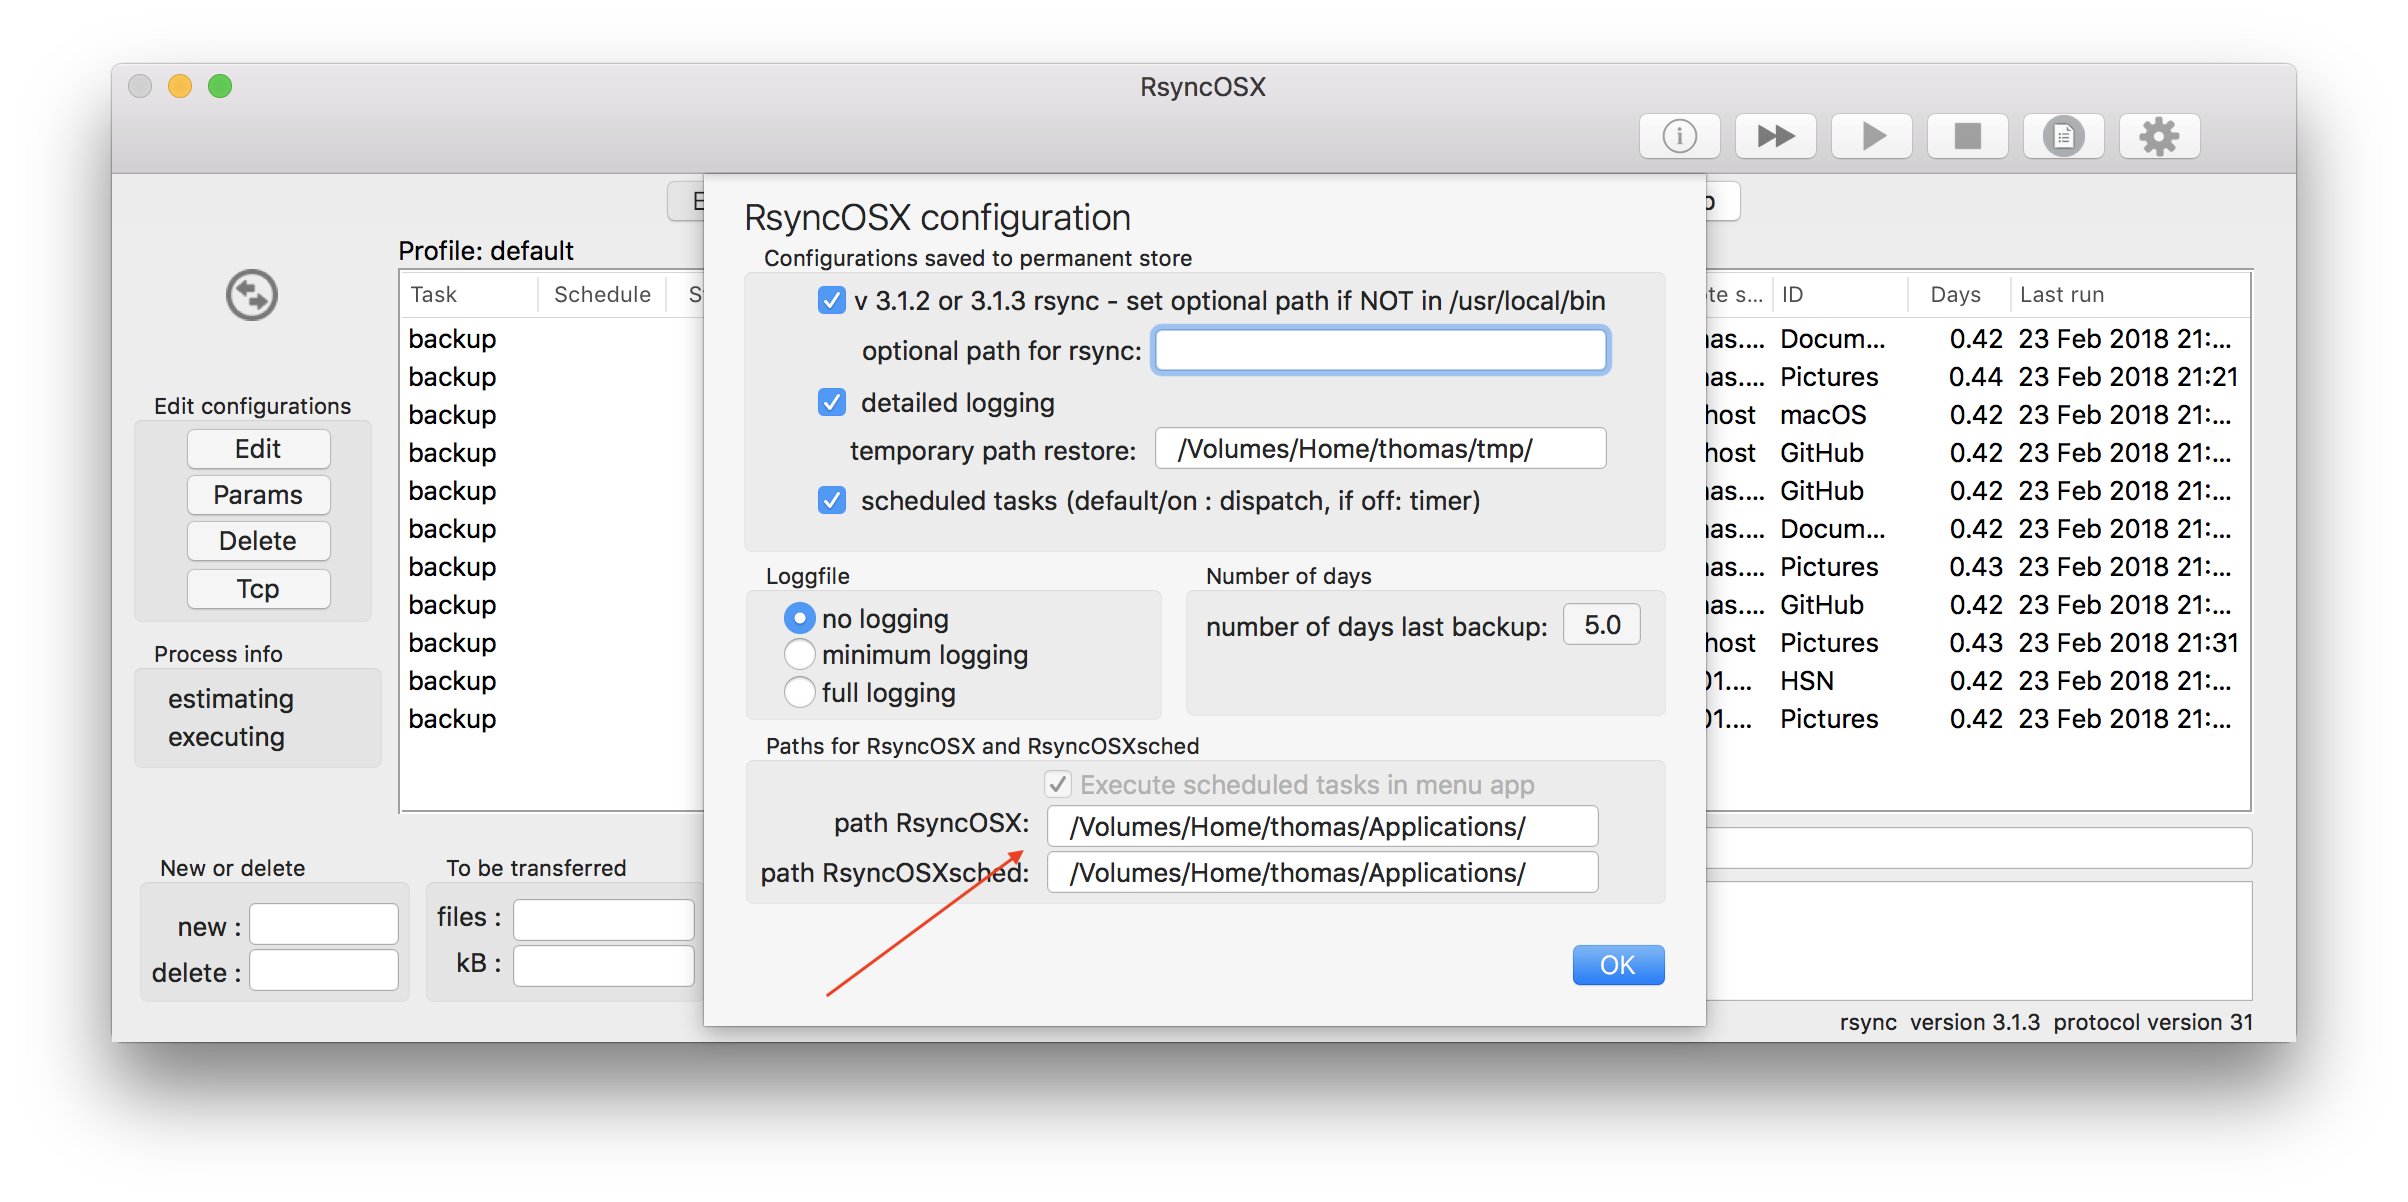 RsyncOSX
RsyncOSX configuration
Configurations saved to permanent store
v 3.1.2 or 3.1.3 rsync - set optional path if NOT in /usr/local/bin
optional path for rsync:
detailed logging
temporary path restore: /Volumes/Home/thomas/tmp/
scheduled tasks (default/on : dispatch, if off: timer)
Loggfile
no logging
minimum logging
full logging
Number of days
number of days last backup: 5.0
Paths for RsyncOSX and RsyncOSXsched
Execute scheduled tasks in menu app
path RsyncOSX: /Volumes/Home/thomas/Applications/
path RsyncOSXsched: /Volumes/Home/thomas/Applications/
OK
Profile: default
Task Schedule
backup
backup
backup
backup
backup
backup
backup
backup
backup
backup
backup
Edit configurations
Edit
Params
Delete
Tcp
Process info
estimating
executing
New or delete
new :
delete :
To be transferred
files :
kB :
ID Days Last run
Docum... 0.42 23 Feb 2018 21:...
Pictures 0.44 23 Feb 2018 21:21
host macOS 0.42 23 Feb 2018 21:...
host GitHub 0.42 23 Feb 2018 21:...
GitHub 0.42 23 Feb 2018 21:...
Docum... 0.42 23 Feb 2018 21:...
Pictures 0.43 23 Feb 2018 21:...
GitHub 0.42 23 Feb 2018 21:...
host Pictures 0.43 23 Feb 2018 21:31
HSN 0.42 23 Feb 2018 21:...
Pictures 0.42 23 Feb 2018 21:...
rsync version 3.1.3 protocol version 31